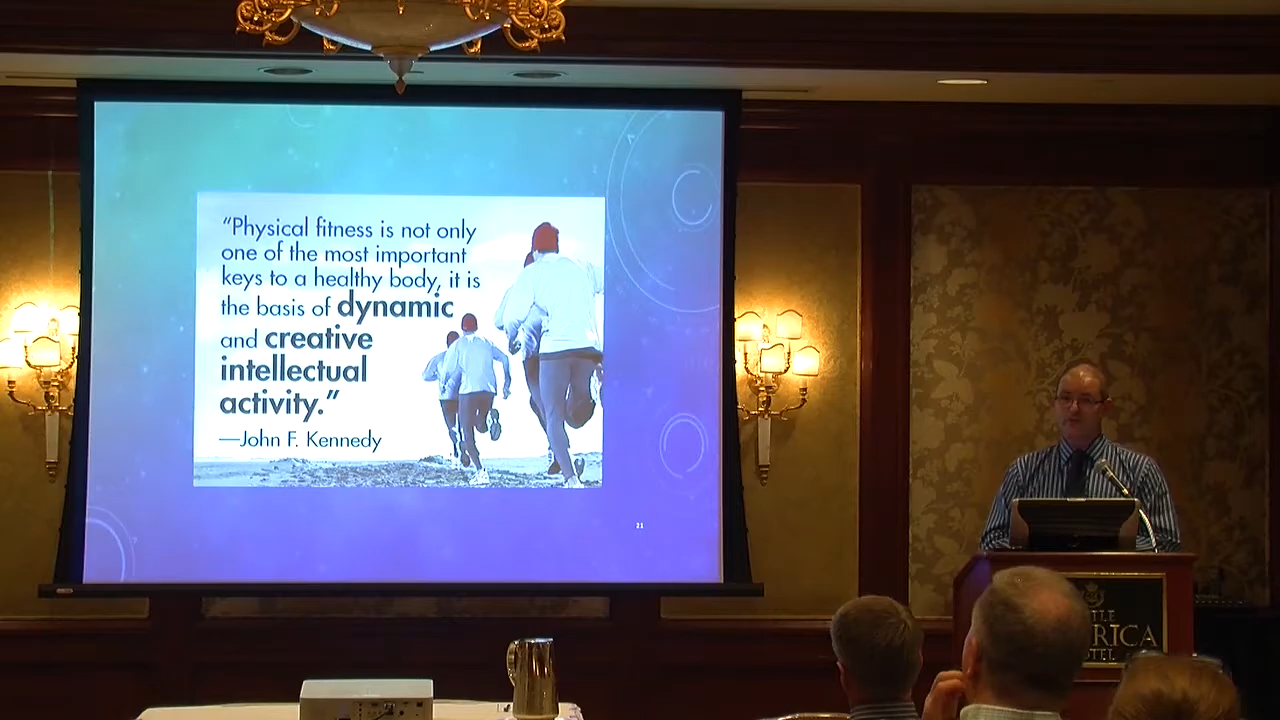 “Physical fitness is not only
one of the most important
keys to a healthy body, it is
the basis of dynamic
and creative
intellectual
activity.”
—John F. Kennedy
21